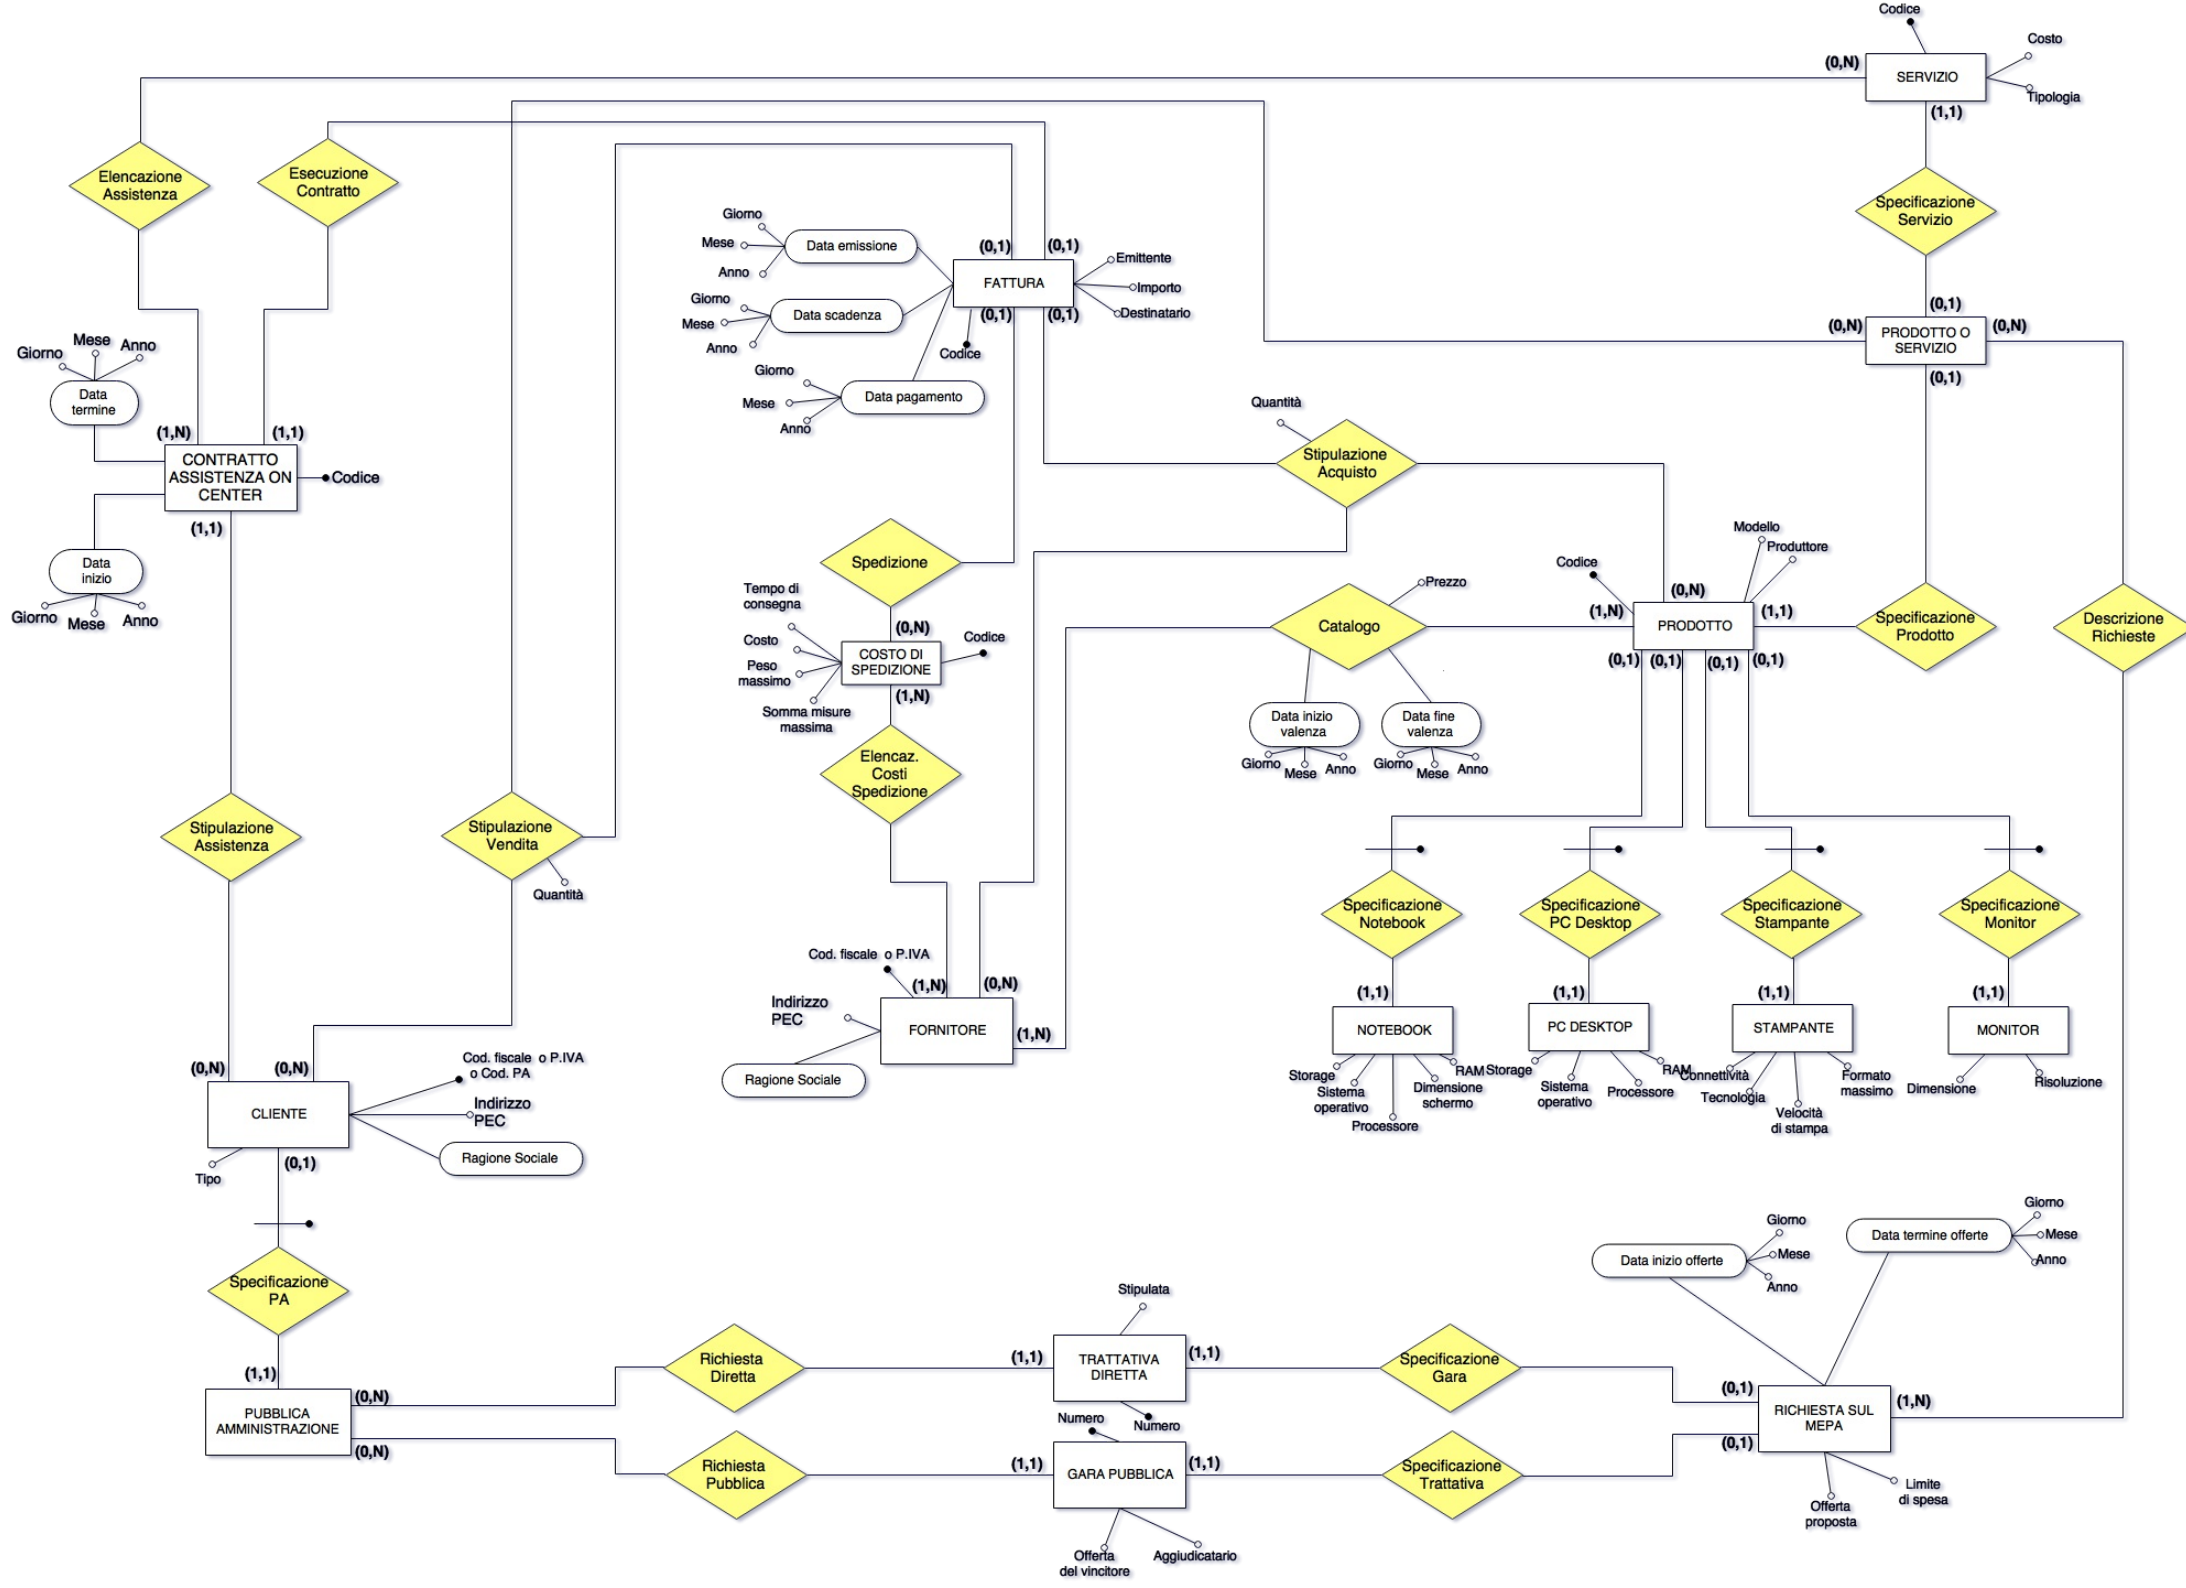 Codice
Costo
(0,N)
SERVIZIO
Tipologia
(1,1)
Elencazione
Assistenza
Esecuzione
Contratto
Specificazione
Servizio
Giorno
Mese
Anno
Data emissione
(0,1)
(0,1)
Emittente
FATTURA
Importo
Destinatario
Giorno
Mese
Anno
Data scadenza
(0,1)
(0,1)
Codice
Giorno
Mese
Anno
Data pagamento
(0,1)
(0,N)
PRODOTTO O
SERVIZIO
(0,N)
(0,1)
Giorno
Mese
Anno
Data
termine
(1,N)
(1,1)
CONTRATTO
ASSISTENZA ON
CENTER
Codice
(1,1)
Data
inizio
Giorno
Mese
Anno
Quantità
Stipulazione
Acquisto
Spedizione
Tempo di
consegna
Costo
Peso
massimo
Somma misure
massima
(0,N)
COSTO DI
SPEDIZIONE
Codice
(1,N)
Elencaz.
Costi
Spedizione
Prezzo
Catalogo
Data inizio
valenza
Giorno
Mese
Anno
Data fine
valenza
Giorno
Mese
Anno
Modello
Produttore
Codice
(0,N)
(1,N)
PRODOTTO
(1,1)
(0,1)
(0,1)
(0,1)
(0,1)
Specificazione
Prodotto
Descrizione
Richieste
Stipulazione
Assistenza
Stipulazione
Vendita
Quantità
Specificazione
Notebook
Specificazione
PC Desktop
Specificazione
Stampante
Specificazione
Monitor
Cod. fiscale o P.IVA
(1,N)
(0,N)
Indirizzo
PEC
FORNITORE
(1,N)
Ragione Sociale
(1,1)
NOTEBOOK
Storage
Sistema
operativo
Processore
Dimensione
schermo
RAM
(1,1)
PC DESKTOP
Storage
Sistema
operativo
Processore
RAM
(1,1)
STAMPANTE
Connettività
Tecnologia
Velocità
di stampa
Formato
massimo
(1,1)
MONITOR
Dimensione
Risoluzione
(0,N)
(0,N)
CLIENTE
Cod. fiscale o P.IVA
o Cod. PA
Indirizzo
PEC
Ragione Sociale
Tipo
(0,1)
Specificazione
PA
(1,1)
PUBBLICA
AMMINISTRAZIONE
(0,N)
(0,N)
Richiesta
Diretta
Richiesta
Pubblica
Stipulata
(1,1)
TRATTATIVA
DIRETTA
(1,1)
Numero
Numero
(1,1)
GARA PUBBLICA
(1,1)
Offerta
del vincitore
Aggiudicatario
Specificazione
Gara
Specificazione
Trattativa
Data inizio offerte
Giorno
Mese
Anno
Data termine offerte
Giorno
Mese
Anno
(0,1)
(0,1)
RICHIESTA SUL
MEPA
(1,N)
Offerta
proposta
Limite
di spesa